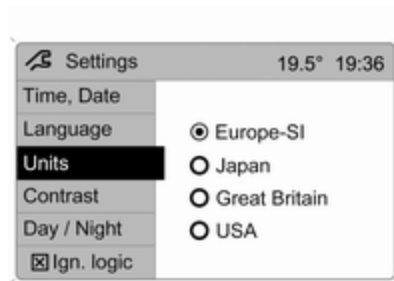 Settings 19.5° 19:36
Time, Date
Language
Units
Contrast
Day / Night
Ign. logic
Europe-SI
Japan
Great Britain
USA